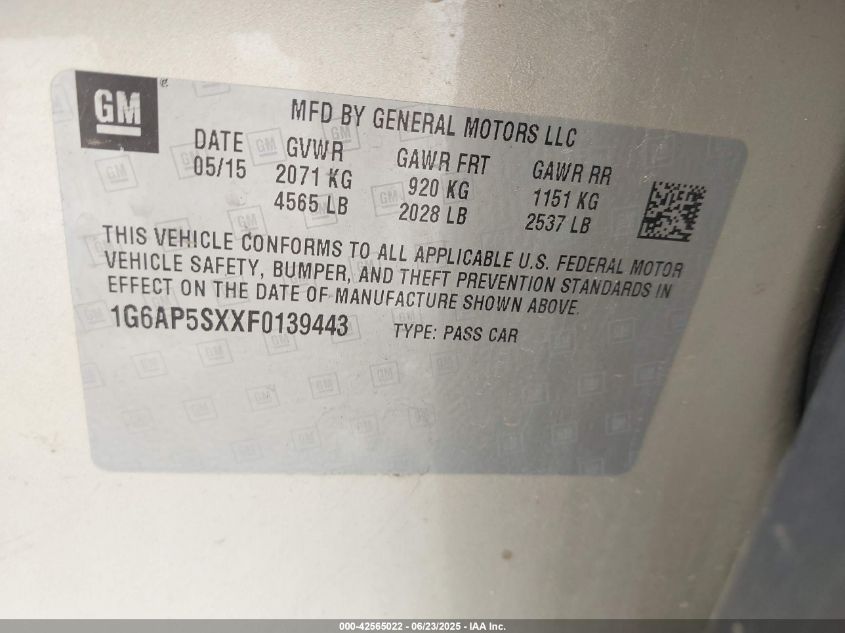 GM
MFD BY GENERAL MOTORS LLC
DATE GVWR GAWR FRT GAWR RR
05/15 2071 KG 920 KG 1151 KG
4565 LB 2028 LB 2537 LB
THIS VEHICLE CONFORMS TO ALL APPLICABLE U.S. FEDERAL MOTOR
VEHICLE SAFETY, BUMPER, AND THEFT PREVENTION STANDARDS IN
EFFECT ON THE DATE OF MANUFACTURE SHOWN ABOVE.
1G6AP5SXXF0139443 TYPE: PASS CAR
000-42565022 - 06/23/2025 - IAA Inc.